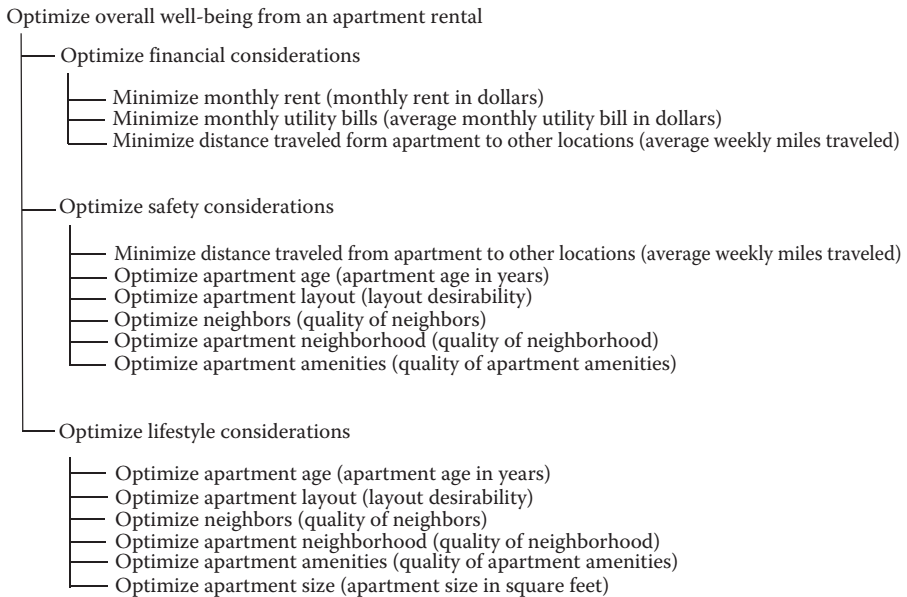 Optimize overall well-being from an apartment rental
Optimize financial considerations
Minimize monthly rent (monthly rent in dollars)
Minimize monthly utility bills (average monthly utility bill in dollars)
Minimize distance traveled form apartment to other locations (average weekly miles traveled)
Optimize safety considerations
Minimize distance traveled from apartment to other locations (average weekly miles traveled)
Optimize apartment age (apartment age in years)
Optimize apartment layout (layout desirability)
Optimize neighbors (quality of neighbors)
Optimize apartment neighborhood (quality of neighborhood)
Optimize apartment amenities (quality of apartment amenities)
Optimize lifestyle considerations
Optimize apartment age (apartment age in years)
Optimize apartment layout (layout desirability)
Optimize neighbors (quality of neighbors)
Optimize apartment neighborhood (quality of neighborhood)
Optimize apartment amenities (quality of apartment amenities)
Optimize apartment size (apartment size in square feet)